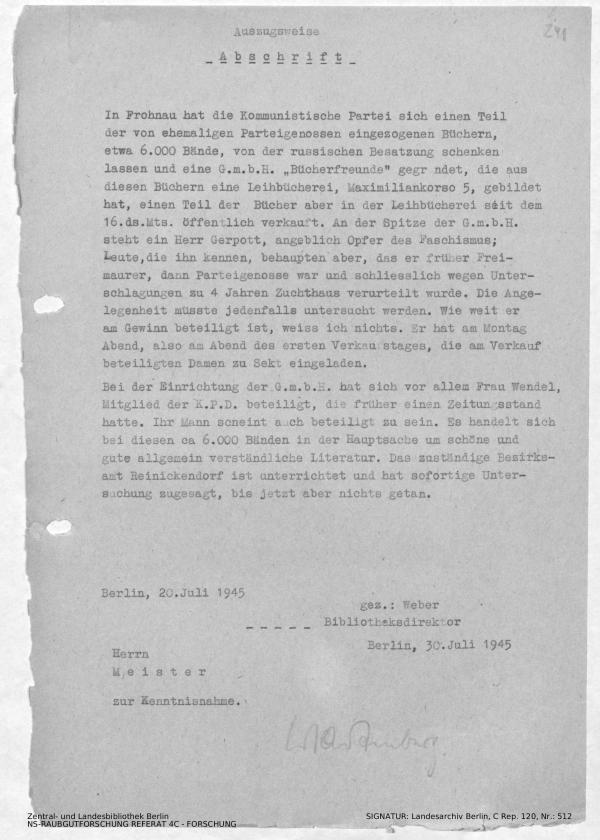 Auszugsweise
241
_ A b s c h r i f t _
In Frohnau hat die Kommunistische Partei sich einen Teil
der von ehemaligen Parteigenossen eingezogenen Büchern,
etwa 6.000 Bände, von der russischen Besatzung schenken
lassen und eine G.m.b.H. „Bücherfreunde" gegr ndet, die aus
diesen Büchern eine Leihbücherei, Maximiliankorso 5, gebildet
hat, einen Teil der Bücher aber in der Leihbücherei seit dem
16.ds.Mts. öffentlich verkauft. An der Spitze der G.m.b.H.
steht ein Herr Gerpott, angeblich Opfer des Faschismus;
Leute,die ihn kennen, behaupten aber, das er früher Frei-
maurer, dann Parteigenosse war und schliesslich wegen Unter-
schlagungen zu 4 Jahren Zuchthaus verurteilt wurde. Die Ange-
legenheit müsste jedenfalls untersucht werden. Wie weit er
am Gewinn beteiligt ist, weiss ich nichts. Er hat am Montag
Abend, also am Abend des ersten Verkaufstages, die am Verkauf
beteiligten Damen zu Sekt eingeladen.
Bei der Einrichtung der G.m.b.H. hat sich vor allem Frau Wendel,
Mitglied der K.P.D. beteiligt, die früher einen Zeitungsstand
hatte. Ihr Mann scneint auch beteiligt zu sein. Es handelt sich
bei diesen ca 6.000 Bänden in der Hauptsache um schöne und
gute allgemein verständliche Literatur. Das zuständige Bezirks-
amt Reinickendorf ist unterrichtet und hat sofortige Unter-
suchung zugesagt, bis jetzt aber nichts getan.
Berlin, 20.Juli 1945
gez.: Weber
_ _ _ _ _ Bibliotheksdirektor
Berlin, 30.Juli 1945
Herrn
M e i s t e r
zur Kenntnisnahme.
Zentral- und Landesbibliothek Berlin
NS-RAUBGUTFORSCHUNG REFERAT 4C - FORSCHUNG
SIGNATUR: Landesarchiv Berlin, C Rep. 120, Nr.: 512